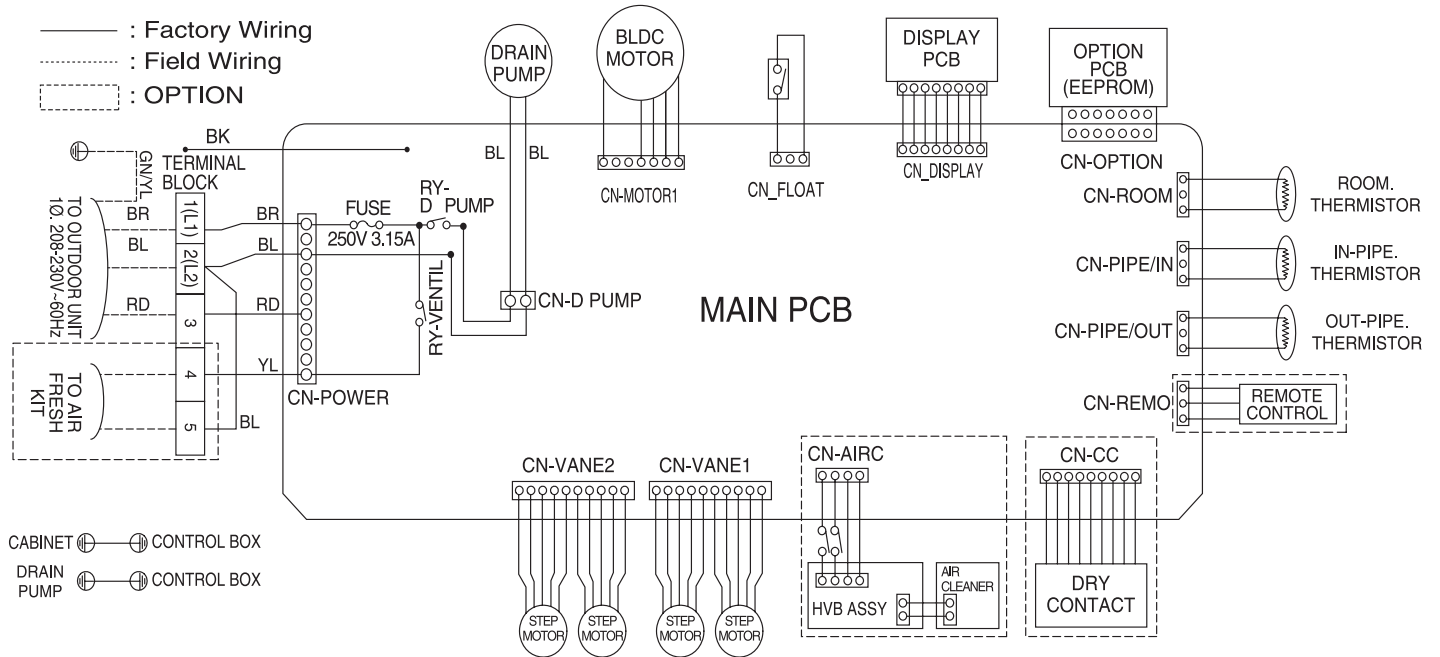 : Factory Wiring
: Field Wiring
: OPTION
DRAIN
PUMP
BLDC
MOTOR
DISPLAY
PCB
OPTION
PCB
(EEPROM)
BK
BL
BL
CN-MOTOR1
CN_FLOAT
CN_DISPLAY
CN-OPTION
GN/YL
TERMINAL
BLOCK
TO OUTDOOR UNIT
1Ø 208-230V~60Hz
BR
BL
RD
1(L1)
2(L2)
3
4
5
BR
BL
RD
YL
BL
TO AIR
FRESH
KIT
FUSE
250V 3.15A
RY-
D PUMP
RY-VENTIL
CN-D PUMP
CN-POWER
MAIN PCB
CN-ROOM
ROOM.
THERMISTOR
CN-PIPE/IN
IN-PIPE.
THERMISTOR
CN-PIPE/OUT
OUT-PIPE.
THERMISTOR
CN-REMO
REMOTE
CONTROL
CN-VANE2
CN-VANE1
CN-AIRC
CN-CC
CABINET
CONTROL BOX
DRAIN
PUMP
CONTROL BOX
STEP
MOTOR
STEP
MOTOR
STEP
MOTOR
STEP
MOTOR
HVB ASSY
AIR
CLEANER
DRY
CONTACT